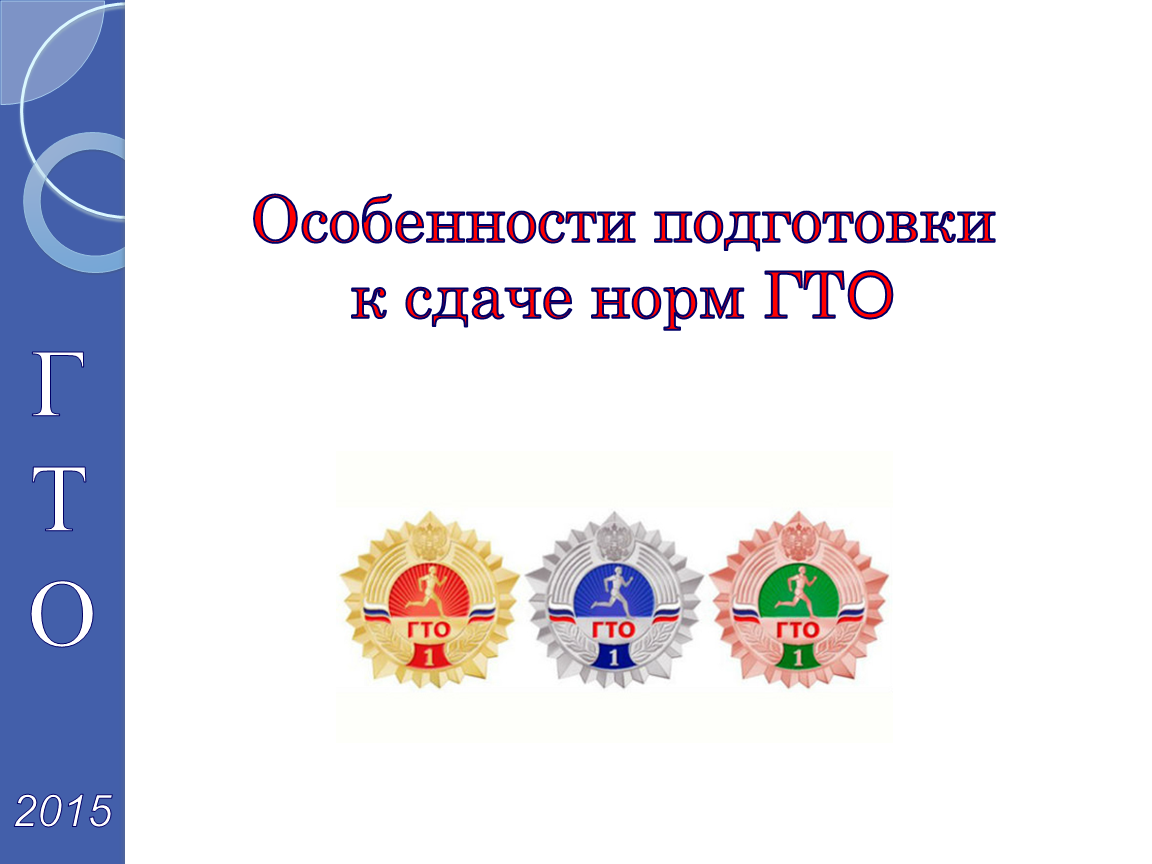 Особенности подготовки
к сдаче норм ГТО
Г
Т
О
2015
ГТО
1
ГТО
1
ГТО
1